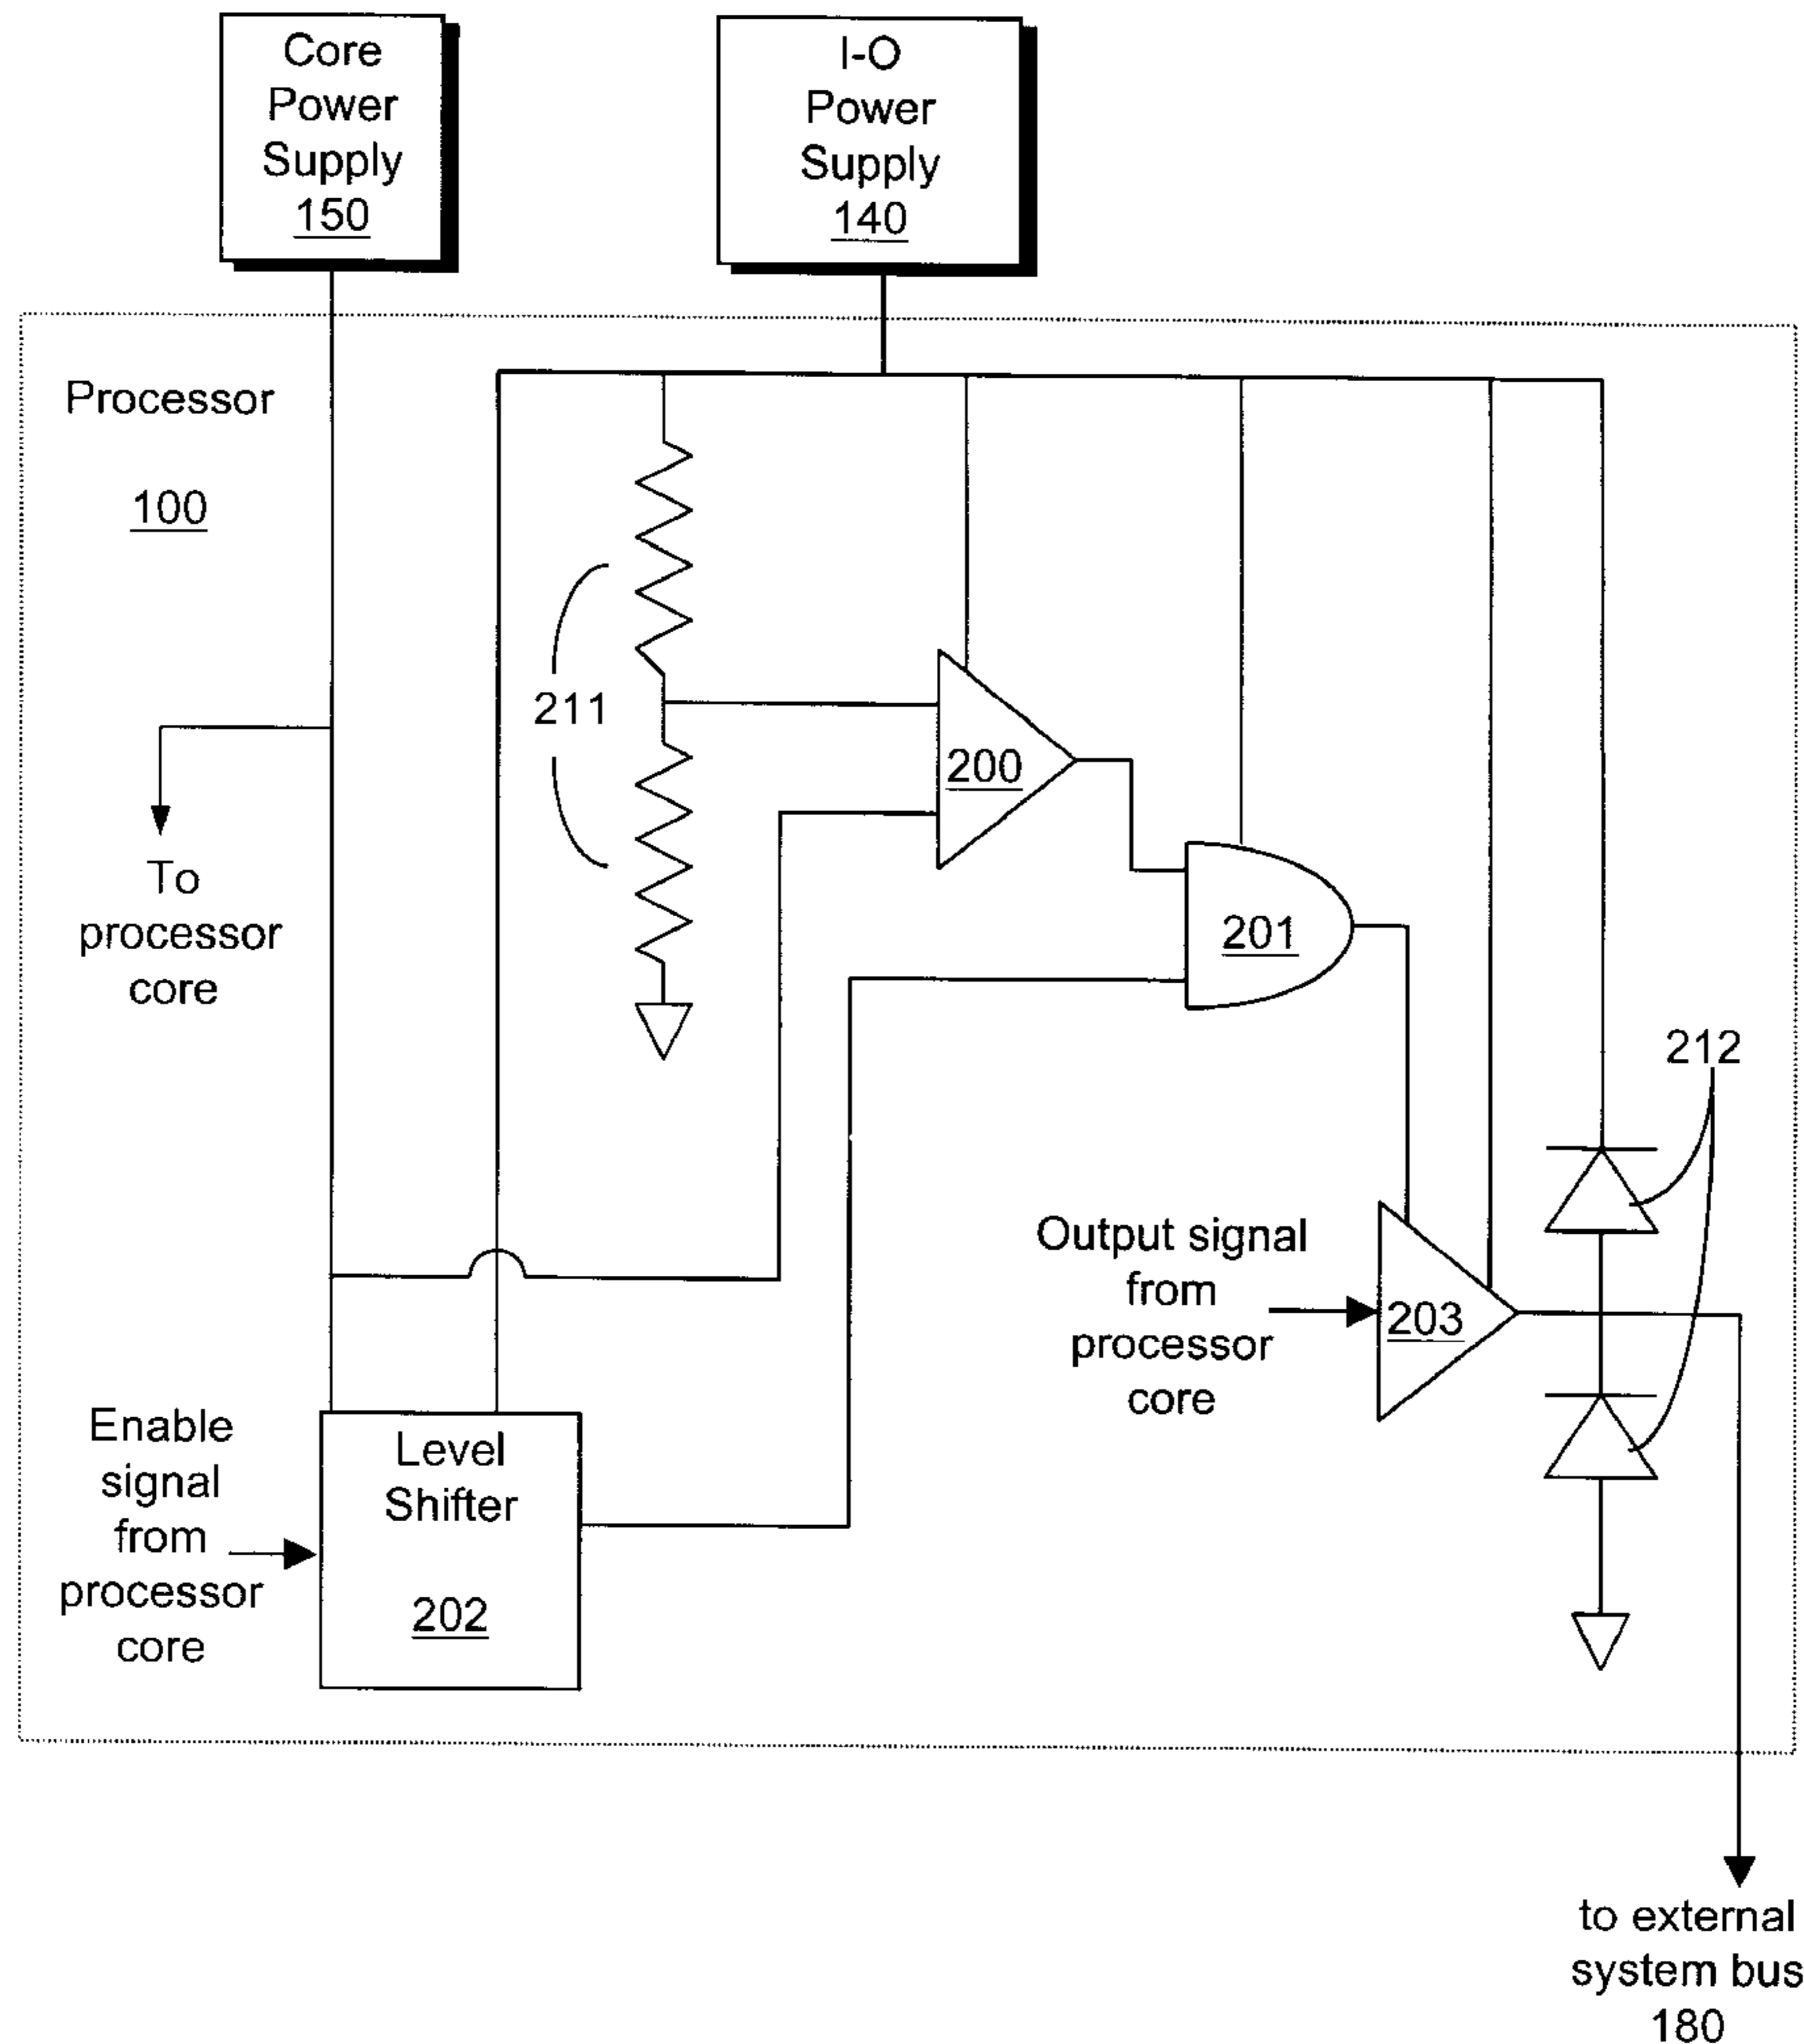 Core
Power
Supply
150
I-O
Power
Supply
140
Processor
100
211
200
To
processor
core
201
212
Output signal
from
processor
core
203
Enable
signal
from
processor
core
Level
Shifter
202
to external
system bus
180